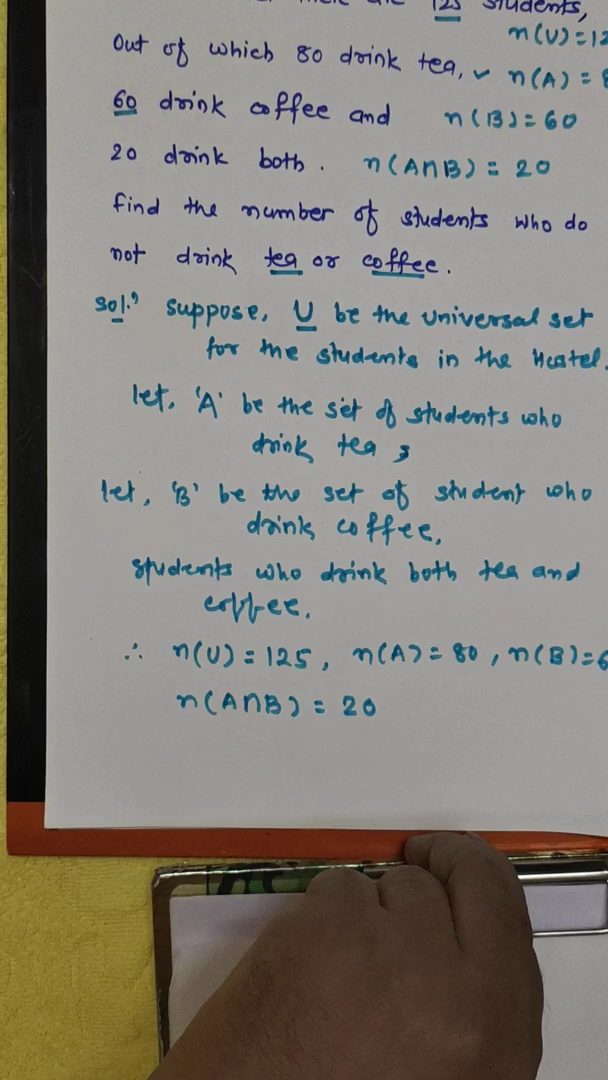 125 students,
n(U)=12
Out of which 80 drink tea, ✓ n(A) = 8
60 drink coffee and n(B)=60
20 drink both. n(A∩B) = 20
Find the number of students who do
not drink tea or coffee.
Sol:' Suppose, U be the universal set
for the students in the Hostel.
let, 'A' be the set of students who
drink tea ;
let, 'B' be the set of student who
drink coffee.
Students who drink both tea and
coffee.
∴ n(U) = 125, n(A) = 80, n(B)=6
n(A∩B) = 20